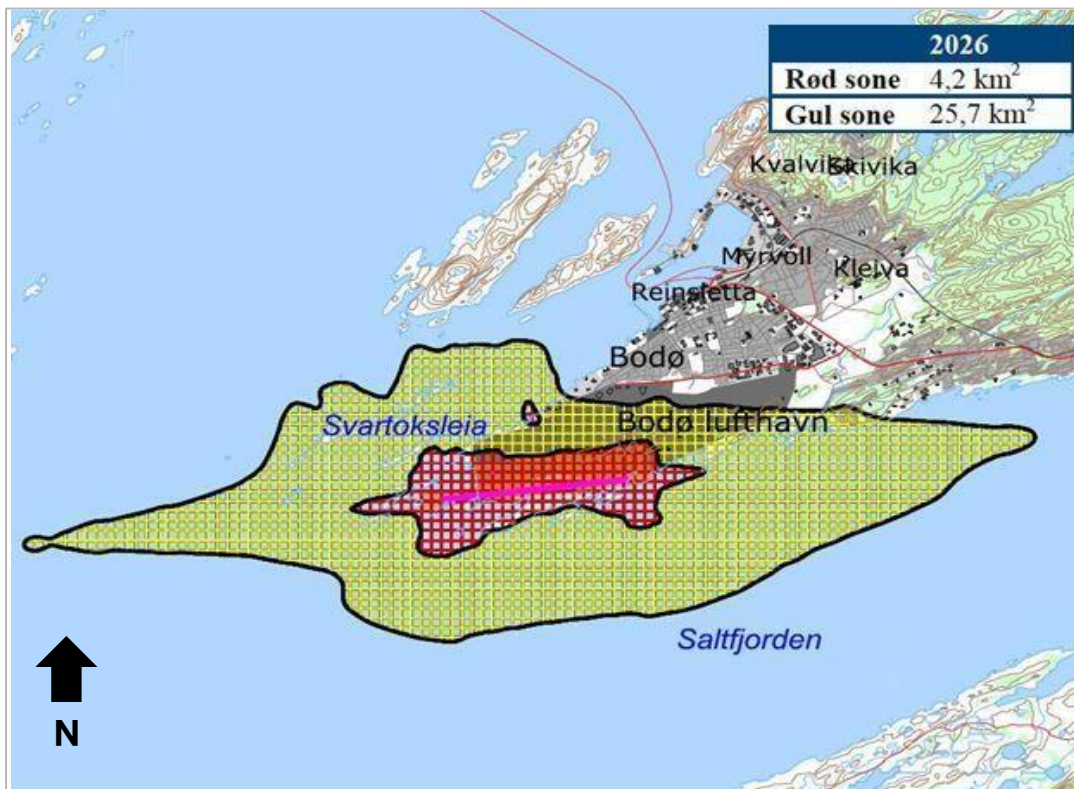 2026
Rød sone 4,2 km²
Gul sone 25,7 km²
Kvalvika Skivika
Myrvoll
Kleiva
Reinsletta
Bodø
Bodø lufthavn
Svartoksleia
Saltfjorden
N